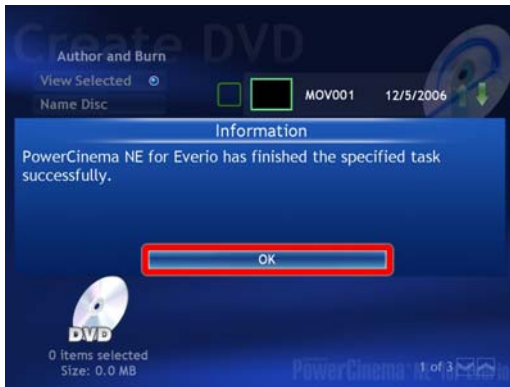 Create DVD
Author and Burn
View Selected
Name Disc
MOV001 12/5/2006
Information
PowerCinema NE for Everio has finished the specified task
successfully.
OK
DVD
0 items selected
Size: 0.0 MB
PowerCinema NE for Everio
1 of 3